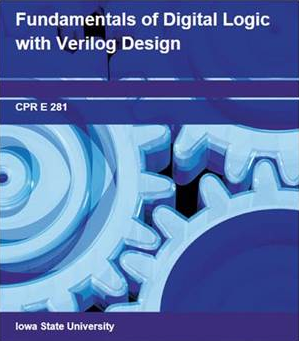 Fundamentals of Digital Logic
with Verilog Design
CPR E 281
Iowa State University